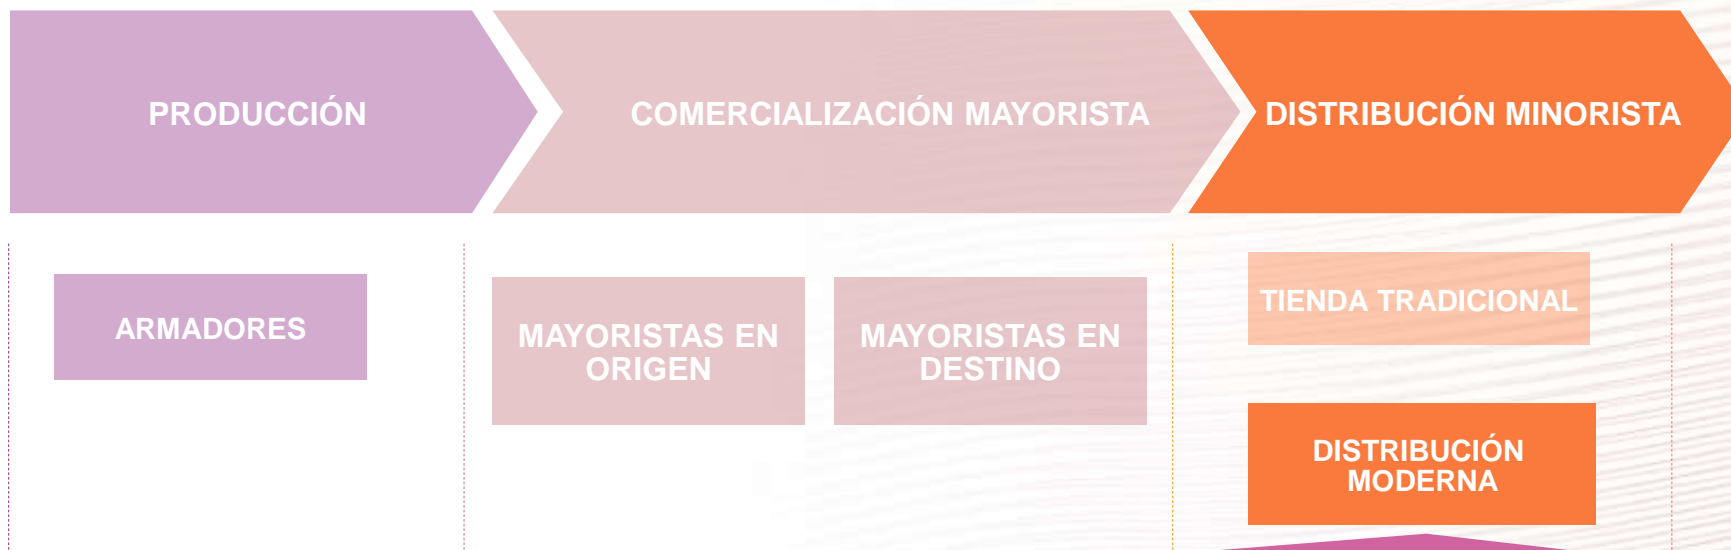 PRODUCCIÓN
COMERCIALIZACIÓN MAYORISTA
DISTRIBUCIÓN MINORISTA
ARMADORES
MAYORISTAS EN
ORIGEN
MAYORISTAS EN
DESTINO
TIENDA TRADICIONAL
DISTRIBUCIÓN
MODERNA